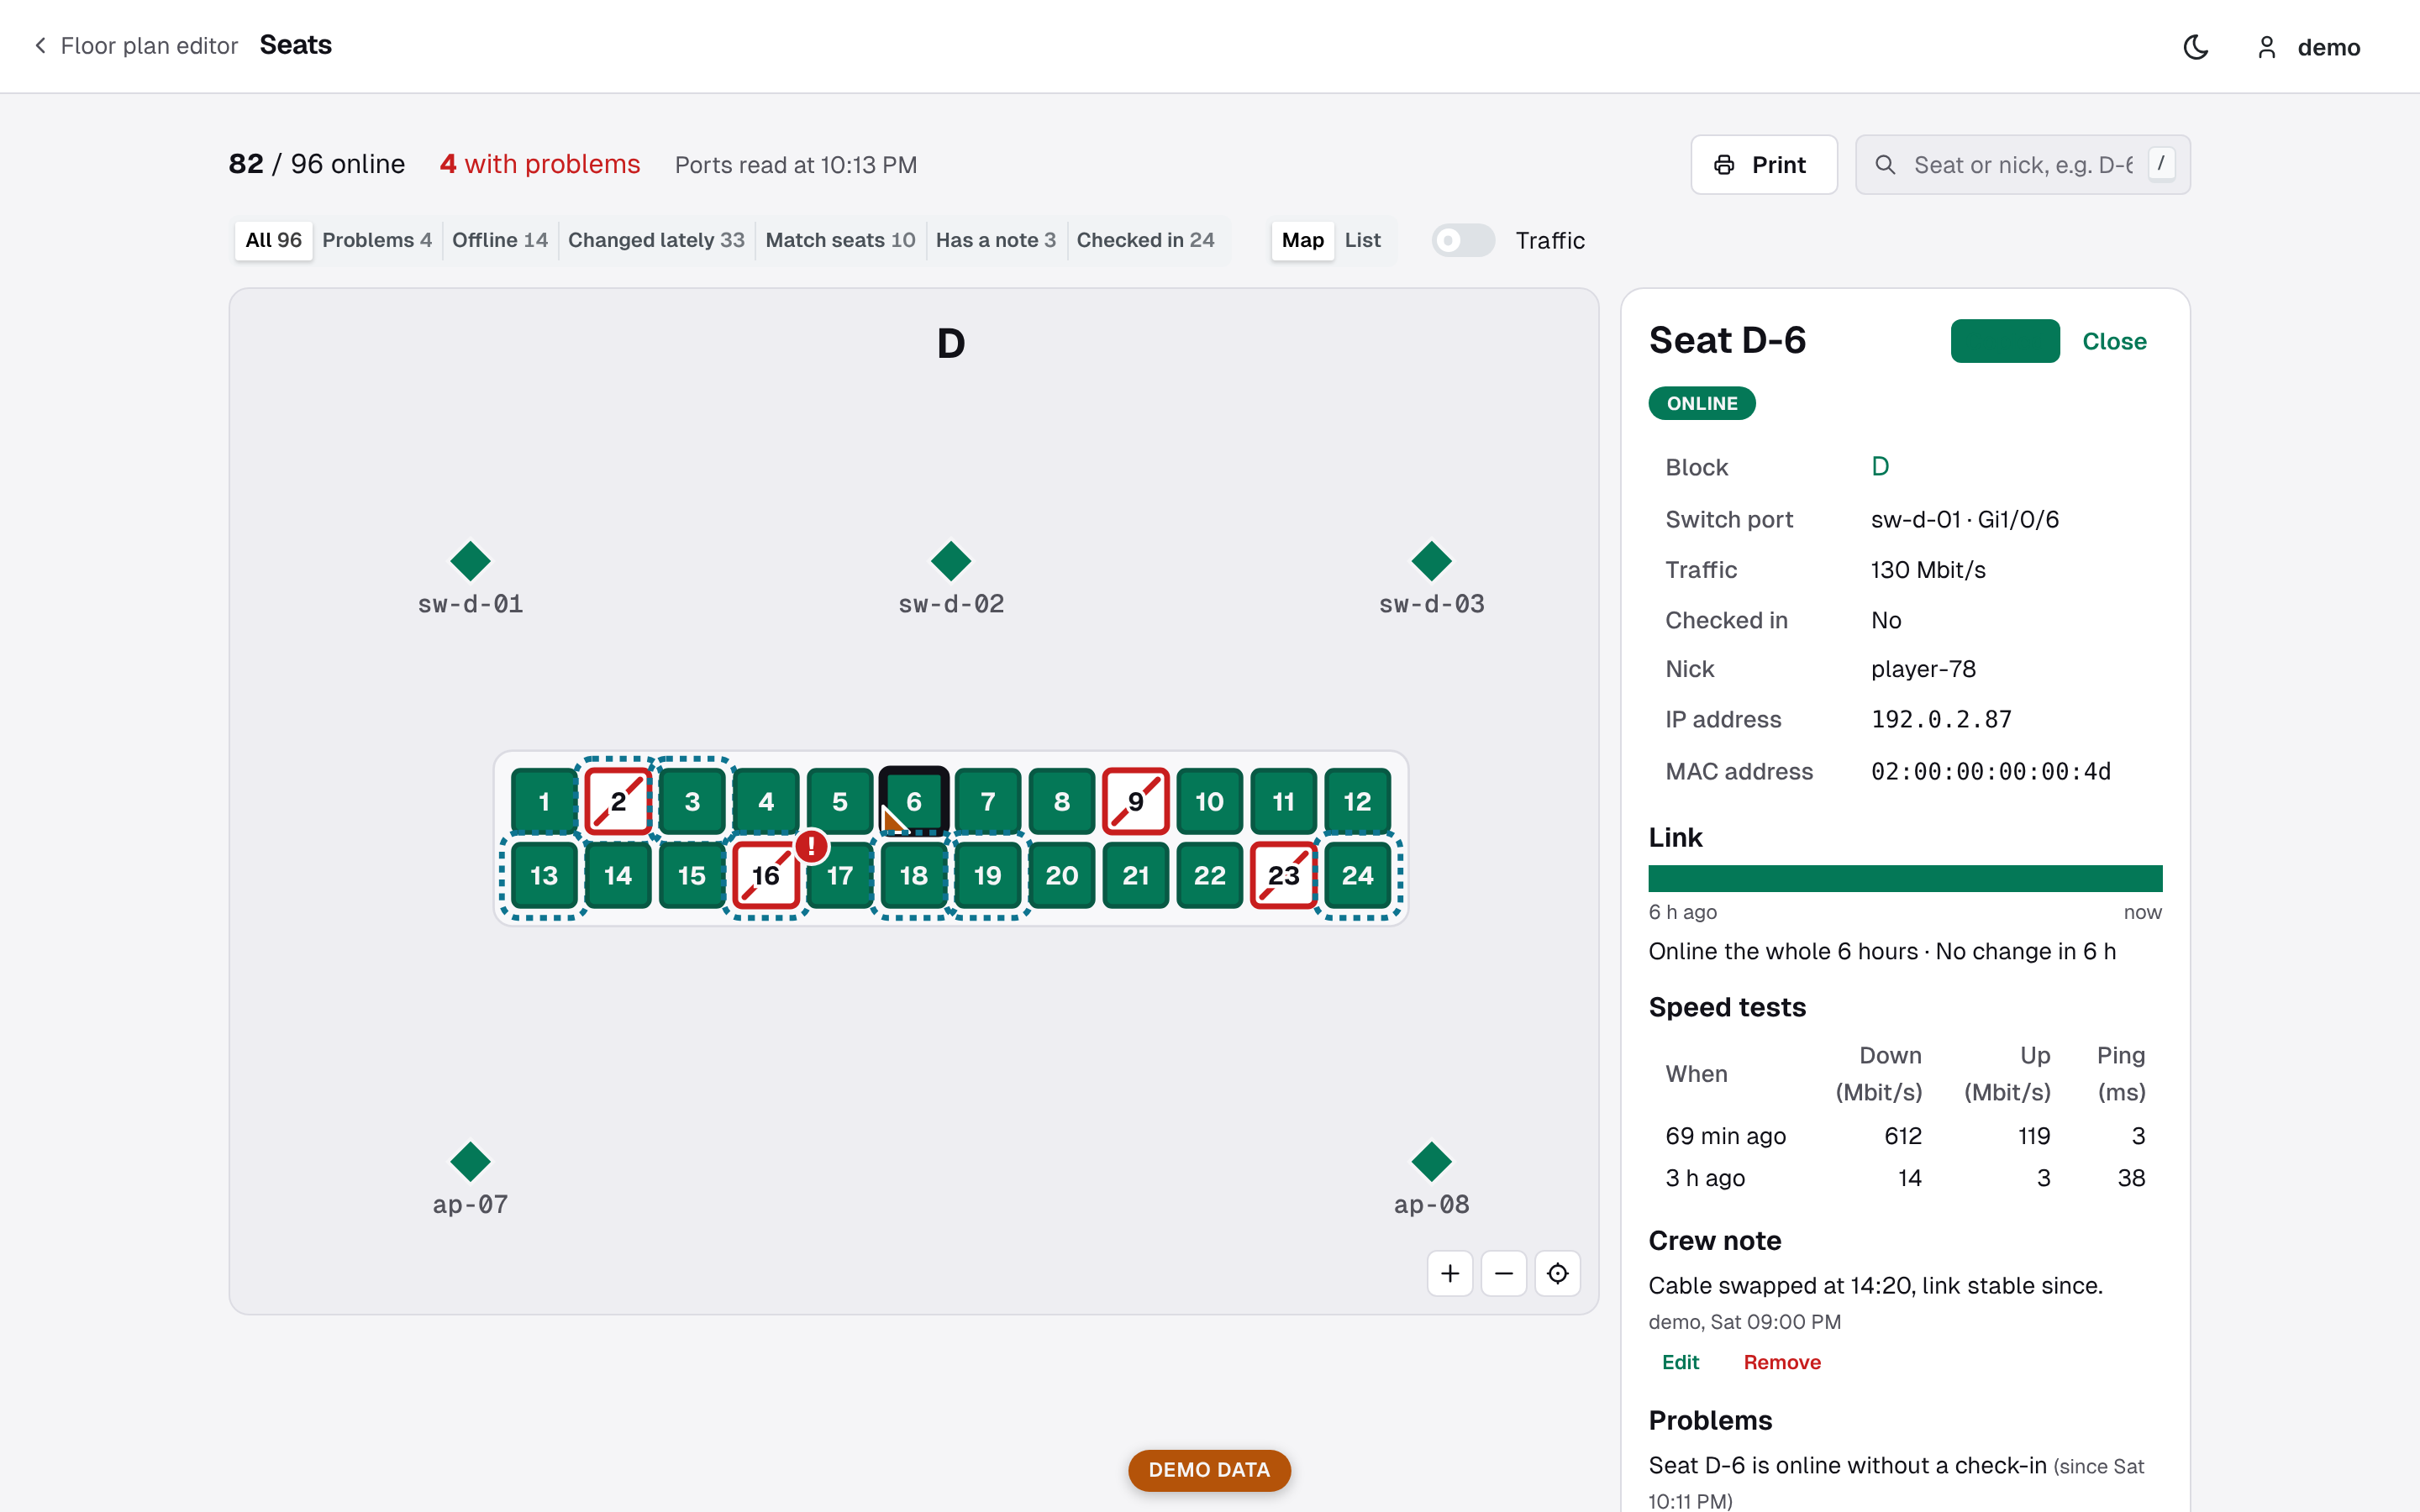 Floor plan editor Seats
demo
82 / 96 online 4 with problems Ports read at 10:13 PM
Print
Seat or nick, e.g. D-6 /
All 96 Problems 4 Offline 14 Changed lately 33 Match seats 10 Has a note 3 Checked in 24
Map List
Traffic
D
sw-d-01 sw-d-02 sw-d-03
1 2 3 4 5 6 7 8 9 10 11 12
!
13 14 15 16 17 18 19 20 21 22 23 24
ap-07 ap-08
Seat D-6
Close
ONLINE
Block D
Switch port sw-d-01 · Gi1/0/6
Traffic 130 Mbit/s
Checked in No
Nick player-78
IP address 192.0.2.87
MAC address 02:00:00:00:00:4d
Link
6 h ago now
Online the whole 6 hours · No change in 6 h
Speed tests
When Down (Mbit/s) Up (Mbit/s) Ping (ms)
69 min ago 612 119 3
3 h ago 14 3 38
Crew note
Cable swapped at 14:20, link stable since.
demo, Sat 09:00 PM
Edit Remove
Problems
Seat D-6 is online without a check-in (since Sat
10:11 PM)
DEMO DATA